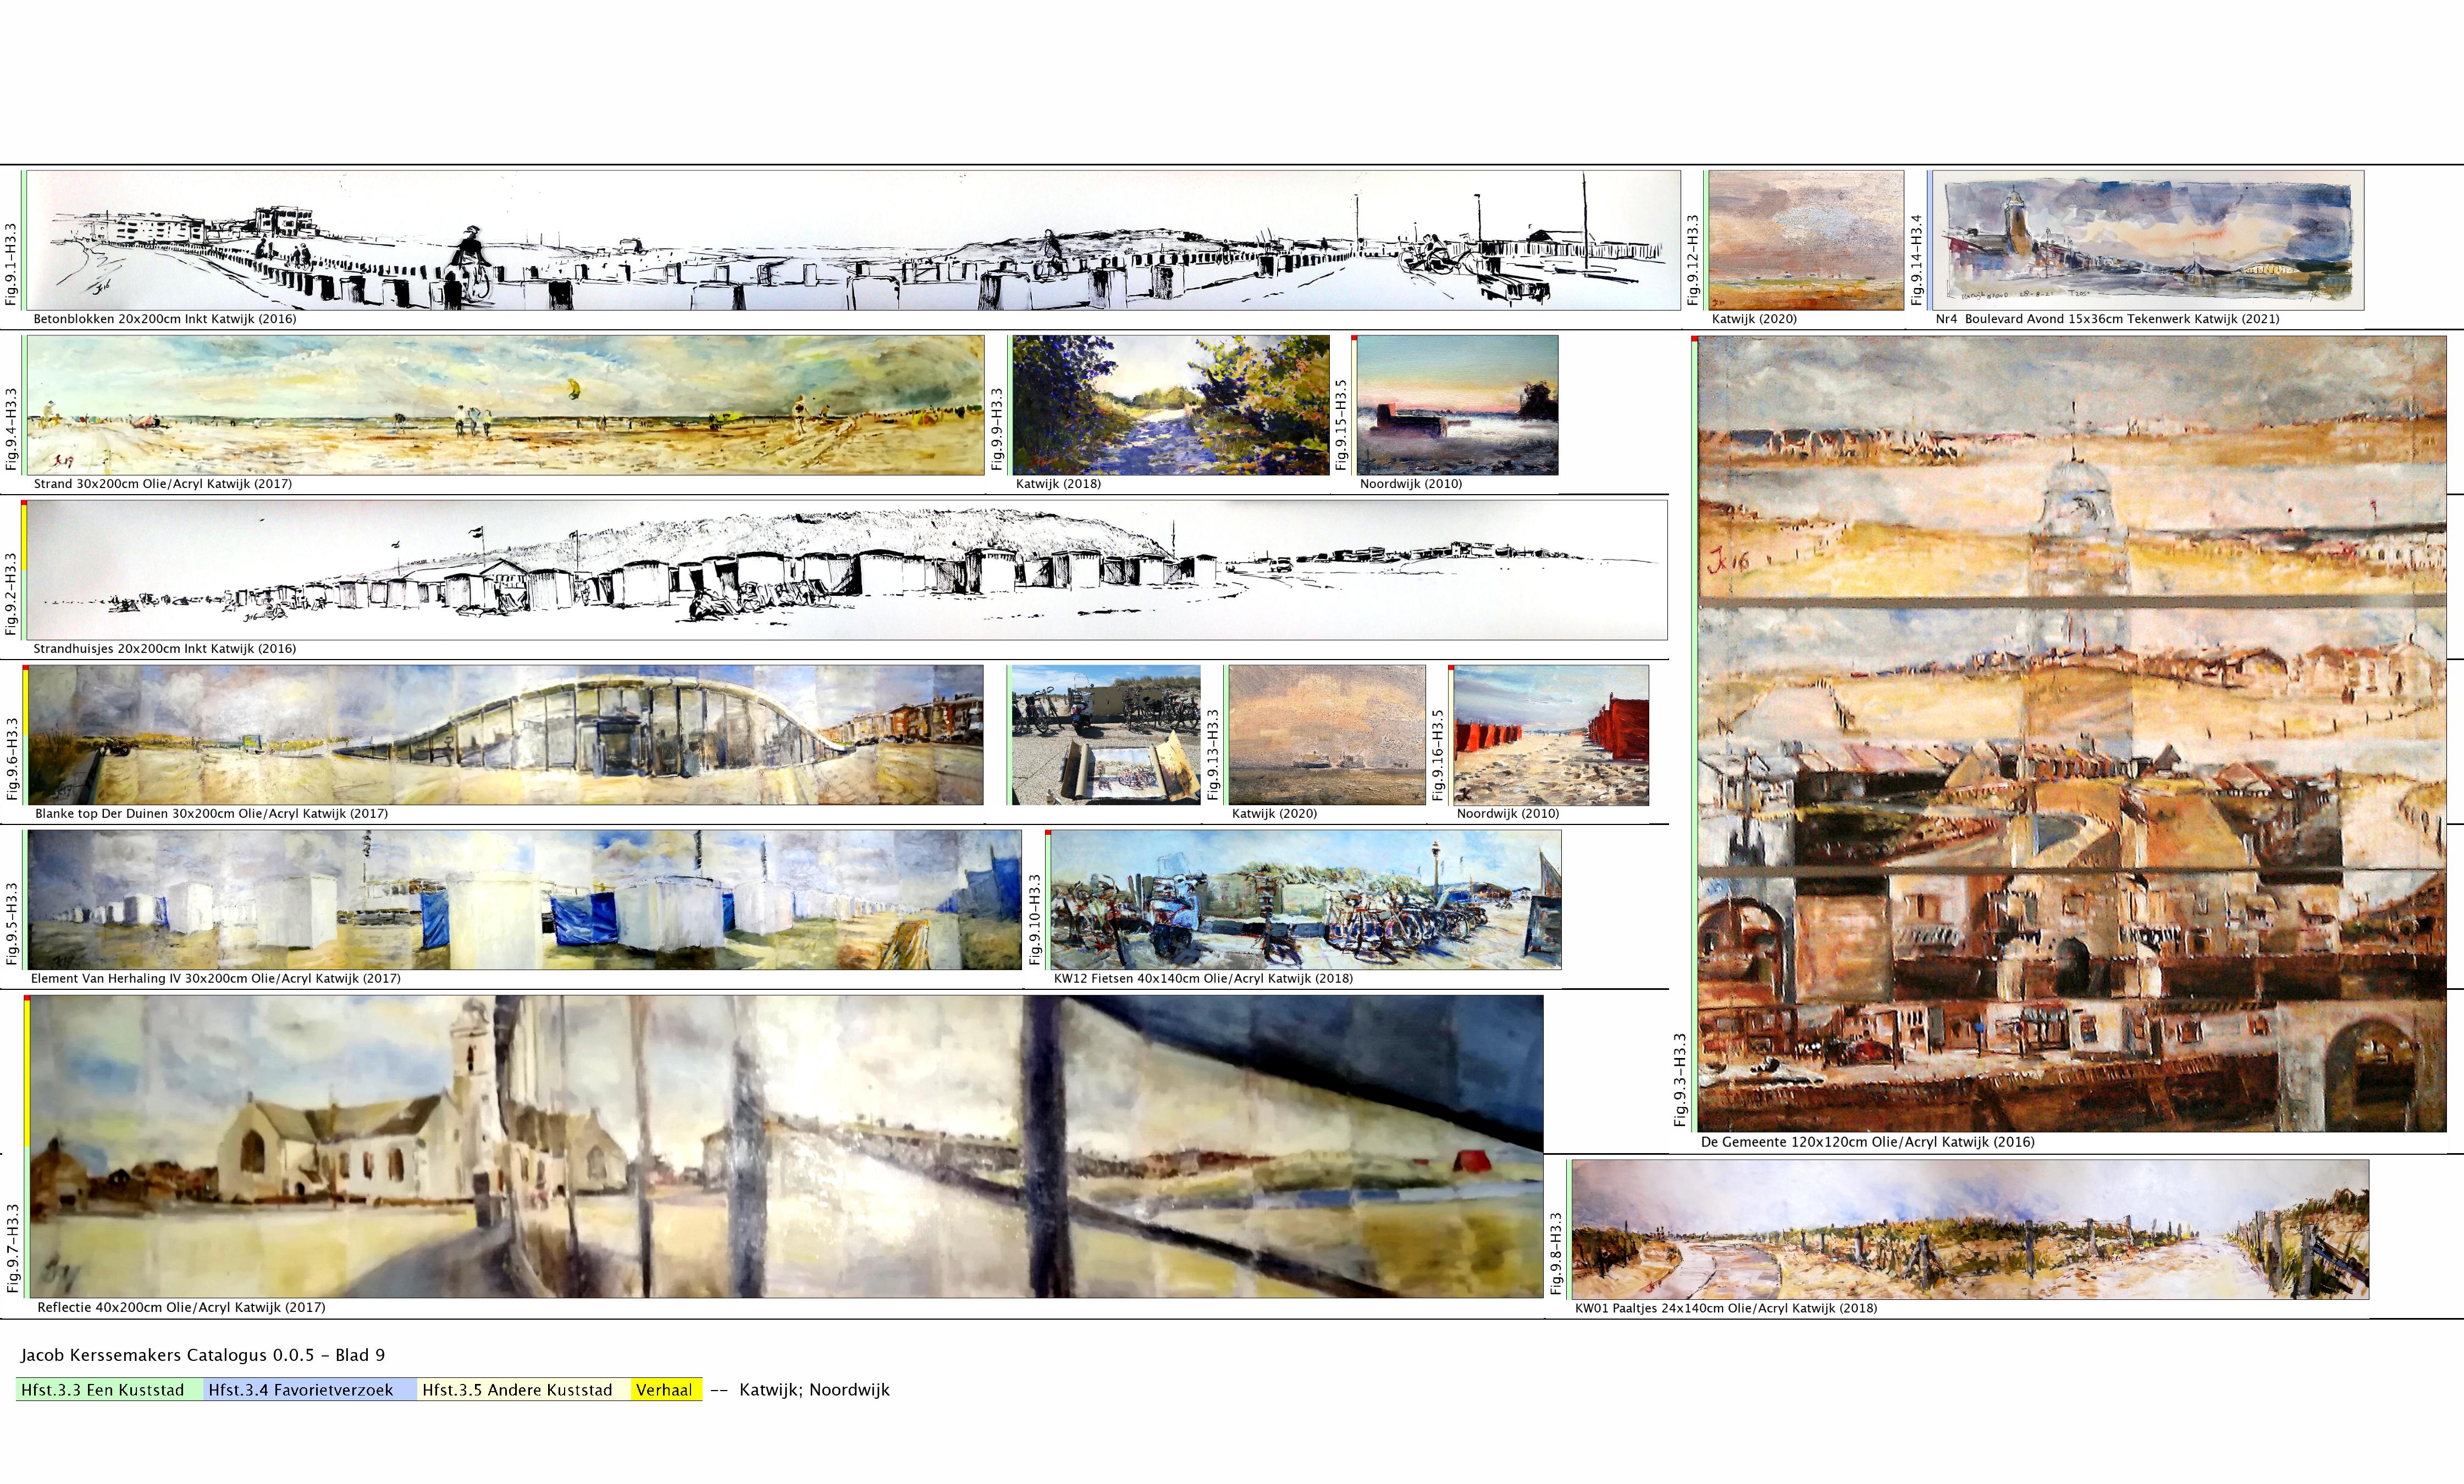 Fig.9.1-H3.3
Betonblokken 20x200cm Inkt Katwijk (2016)
Fig.9.12-H3.3
Katwijk (2020)
Fig.9.14-H3.4
Nr4 Boulevard Avond 15x36cm Tekenwerk Katwijk (2021)
Fig.9.4-H3.3
Strand 30x200cm Olie/Acryl Katwijk (2017)
Fig.9.9-H3.3
Katwijk (2018)
Fig.9.15-H3.5
Noordwijk (2010)
Fig.9.2-H3.3
Strandhuisjes 20x200cm Inkt Katwijk (2016)
Fig.9.6-H3.3
Blanke top Der Duinen 30x200cm Olie/Acryl Katwijk (2017)
Fig.9.13-H3.3
Katwijk (2020)
Fig.9.16-H3.5
Noordwijk (2010)
Fig.9.5-H3.3
Element Van Herhaling IV 30x200cm Olie/Acryl Katwijk (2017)
Fig.9.10-H3.3
KW12 Fietsen 40x140cm Olie/Acryl Katwijk (2018)
Fig.9.3-H3.3
Jk16
De Gemeente 120x120cm Olie/Acryl Katwijk (2016)
Fig.9.7-H3.3
Reflectie 40x200cm Olie/Acryl Katwijk (2017)
Fig.9.8-H3.3
KW01 Paaltjes 24x140cm Olie/Acryl Katwijk (2018)
Jacob Kerssemakers Catalogus 0.0.5 - Blad 9
Hfst.3.3 Een Kuststad Hfst.3.4 Favorietverzoek Hfst.3.5 Andere Kuststad Verhaal -- Katwijk; Noordwijk